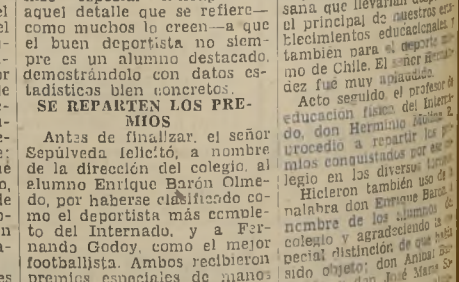 aquel detalle que se refiere—
como muchos lo creen—a que
el buen deportista no siem-
pre es un alumno destacado,
demostrándolo con datos es-
tadísticos bien concretos.
SE REPARTEN LOS PRE-
MIOS
Antes de finalizar, el señor
Sepúlveda felicitó, a nombre
de la dirección del colegio, al
alumno Enrique Barón Olme-
do, por haberse clasificado co-
mo el deportista más comple-
to del Internado, y a Fer-
nando Godoy, como el mejor
footballista. Ambos recibieron
premios especiales de manos
sana que llevarían
el principal de nuestros
blecimientos educacionales y
también para el
mo de Chile. El señor
dez fué muy aplaudido.
Acto seguido, el profesor de
educación física del
do, don Herminio
procedió a repartir los
mios conquistados por ese
legio en los diversos
Hicieron también uso de la
palabra don Enrique
nombre de los alumnos
colegio y agradeciendo la
pecial distinción de que
sido objeto; don Aníbal
don José María